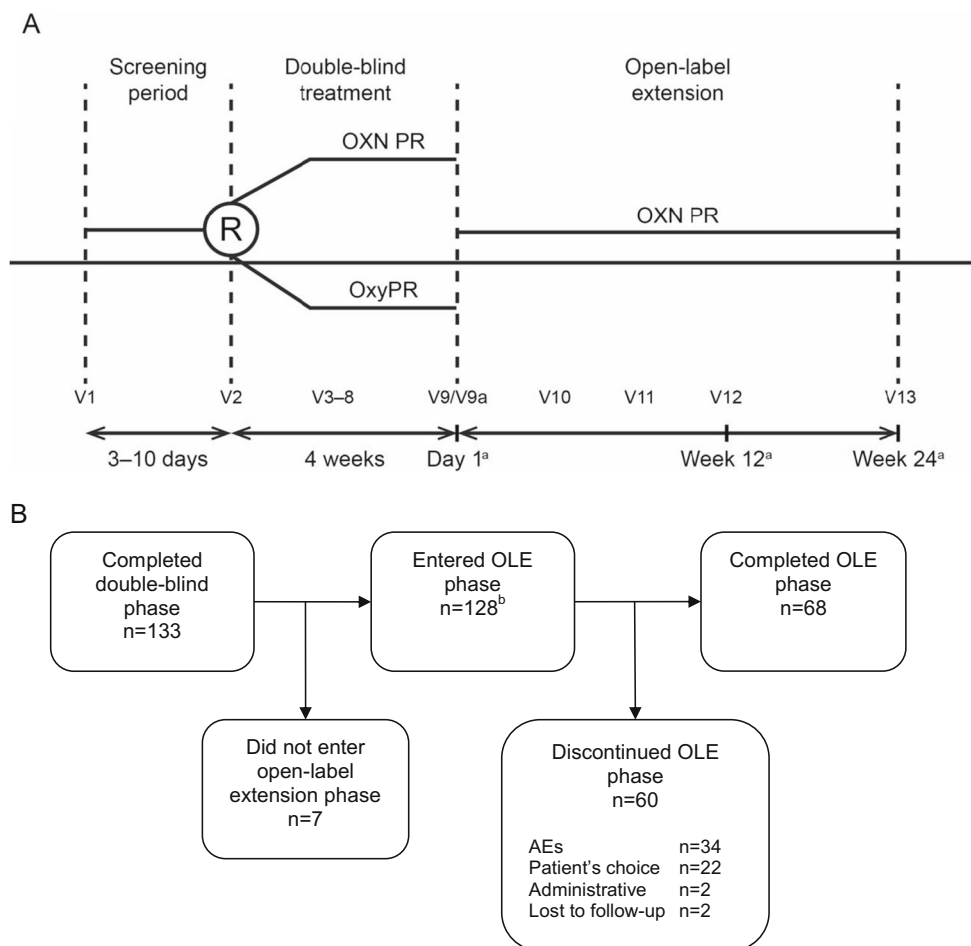 A
Screening
period
Double-blind
treatment
Open-label
extension
OXN PR
OXN PR
R
OxyPR
V1
V2
V3–8
V9/V9a
V10
V11
V12
V13
3–10 days
4 weeks
Day 1ᵃ
Week 12ᵃ
Week 24ᵃ
B
Completed
double-blind
phase
n=133
Entered OLE
phase
n=128ᵇ
Completed OLE
phase
n=68
Did not enter
open-label
extension phase
n=7
Discontinued OLE
phase
n=60
AEs n=34
Patient's choice n=22
Administrative n=2
Lost to follow-up n=2